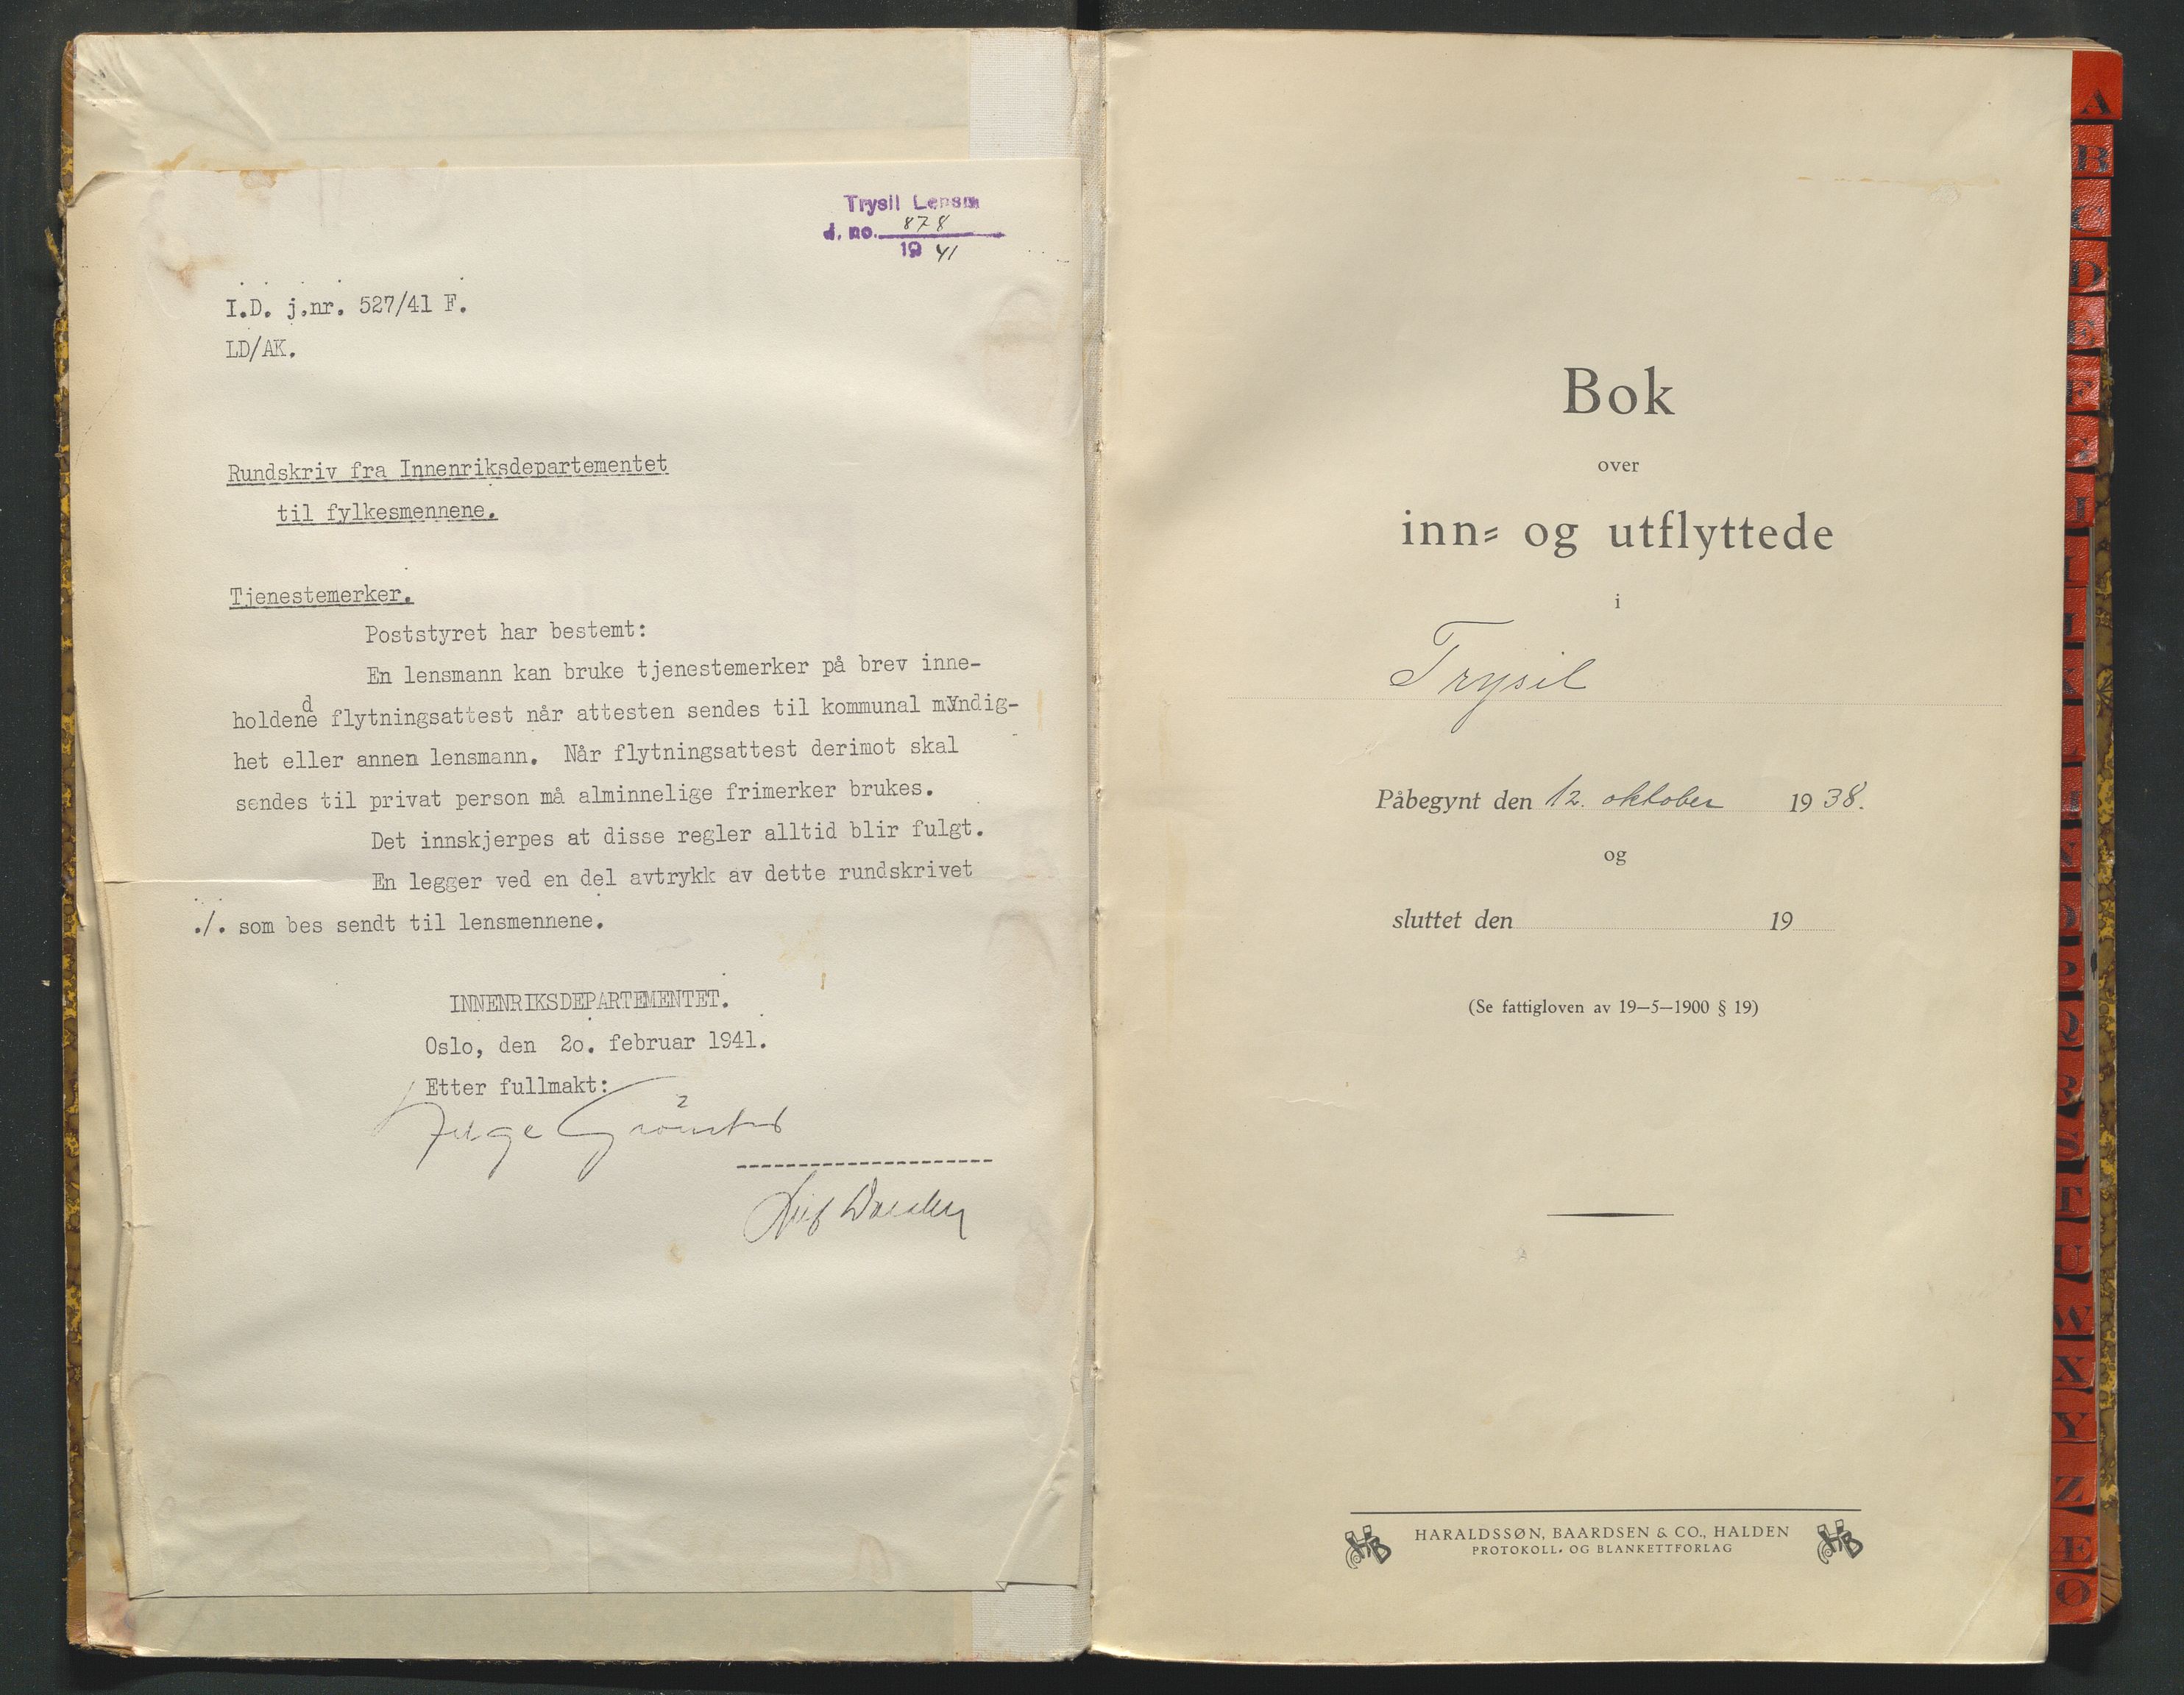 Trysil Lensm
d. no. 878
19 41
I.D. j.nr. 527/41 F.
LD/AK.
Rundskriv fra Innenriksdepartementet
til fylkesmennene.
Tjenestemerker.
Poststyret har bestemt:
En lensmann kan bruke tjenestemerker på brev inne-
holdende flytningsattest når attesten sendes til kommunal myndig-
het eller annen lensmann. Når flytningsattest derimot skal
sendes til privat person må alminnelige frimerker brukes.
Det innskjerpes at disse regler alltid blir fulgt.
En legger ved en del avtrykk av dette rundskrivet
./. som bes sendt til lensmennene.
INNENRIKSDEPARTEMENTET.
Oslo, den 2o. februar 1941.
Etter fullmakt:
Bok
over
inn- og utflyttede
i
Trysil
Påbegynt den 12. oktober 1938.
og
sluttet den 19
(Se fattigloven av 19-5-1900 § 19)
HB HARALDSSØN, BAARDSEN & CO., HALDEN HB
PROTOKOLL- OG BLANKETTFORLAG
A
B
C
D
E
F
G
H
K
L
P
Q
R
S
T
U
W
X
Y
Z
Æ
Ø